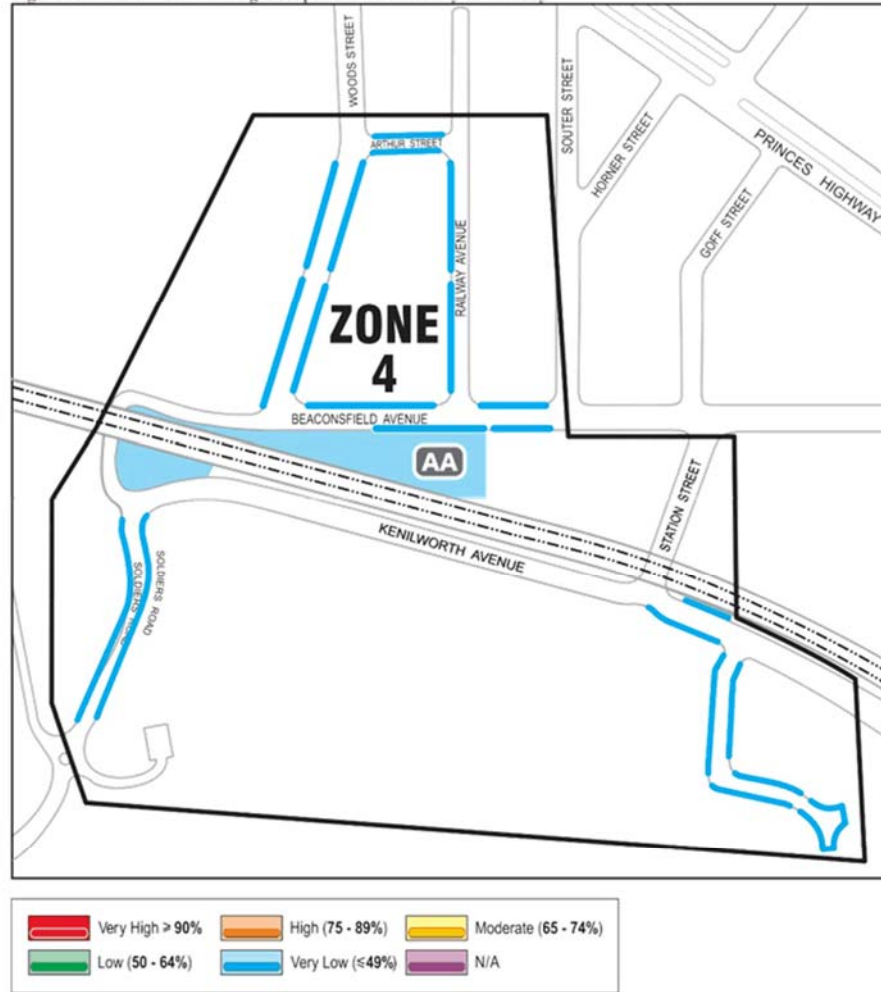 WOODS STREET
ARTHUR STREET
SOUTER STREET
HORNER STREET
PRINCES HIGHWAY
GOFF STREET
RAILWAY AVENUE
ZONE
4
BEACONSFIELD AVENUE
AA
STATION STREET
KENILWORTH AVENUE
SOLDIERS ROAD
SOLDIERS ROAD
Very High ≥ 90%
High (75 - 89%)
Moderate (65 - 74%)
Low (50 - 64%)
Very Low (≤49%)
N/A